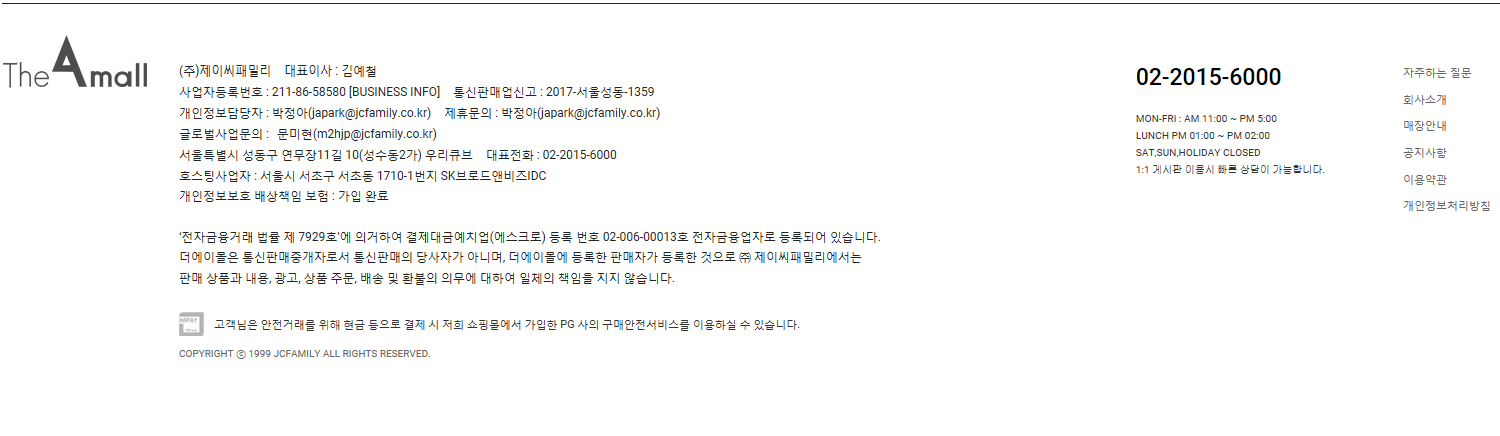 The A mall
(주)제이씨패밀리 대표이사 : 김예철
사업자등록번호 : 211-86-58580 [BUSINESS INFO] 통신판매업신고 : 2017-서울성동-1359
개인정보담당자 : 박정아(japark@jcfamily.co.kr) 제휴문의 : 박정아(japark@jcfamily.co.kr)
글로벌사업문의 : 문미현(m2hjp@jcfamily.co.kr)
서울특별시 성동구 연무장11길 10(성수동2가) 우리큐브 대표전화 : 02-2015-6000
호스팅사업자 : 서울시 서초구 서초동 1710-1번지 SK브로드앤비즈IDC
개인정보보호 배상책임 보험 : 가입 완료
‘전자금융거래 법률 제 7929호’에 의거하여 결제대금예치업(에스크로) 등록 번호 02-006-00013호 전자금융업자로 등록되어 있습니다.
더에이몰은 통신판매중개자로서 통신판매의 당사자가 아니며, 더에이몰에 등록한 판매자가 등록한 것으로 ㈜ 제이씨패밀리에서는
판매 상품과 내용, 광고, 상품 주문, 배송 및 환불의 의무에 대하여 일체의 책임을 지지 않습니다.
고객님은 안전거래를 위해 현금 등으로 결제 시 저희 쇼핑몰에서 가입한 PG 사의 구매안전서비스를 이용하실 수 있습니다.
COPYRIGHT ⓒ 1999 JCFAMILY ALL RIGHTS RESERVED.
02-2015-6000
MON-FRI : AM 11:00 ~ PM 5:00
LUNCH PM 01:00 ~ PM 02:00
SAT,SUN,HOLIDAY CLOSED
1:1 게시판 이용시 빠른 상담이 가능합니다.
자주하는 질문
회사소개
매장안내
공지사항
이용약관
개인정보처리방침